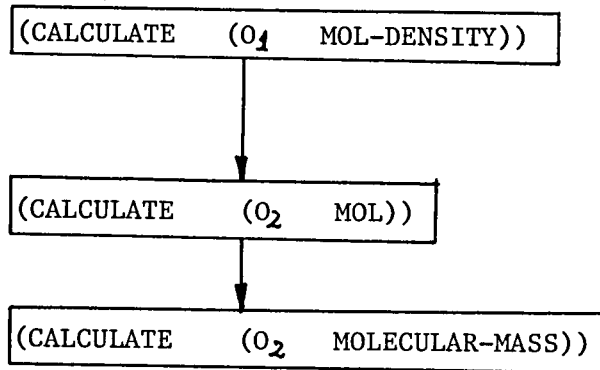 (CALCULATE (O₁ MOL-DENSITY))
(CALCULATE (O₂ MOL))
(CALCULATE (O₂ MOLECULAR-MASS))